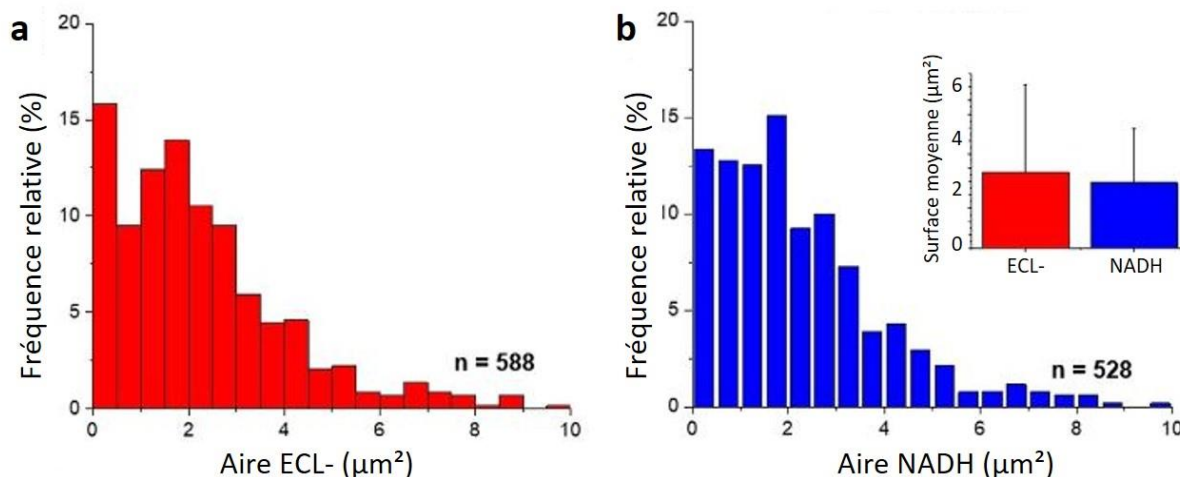 a
20
15
10
5
0
Fréquence relative (%)
n = 588
0 2 4 6 8 10
Aire ECL- (µm²)
b
20
15
10
5
0
Fréquence relative (%)
n = 528
0 2 4 6 8 10
Aire NADH (µm²)
Surface moyenne (µm²)
6
4
2
0
ECL- NADH